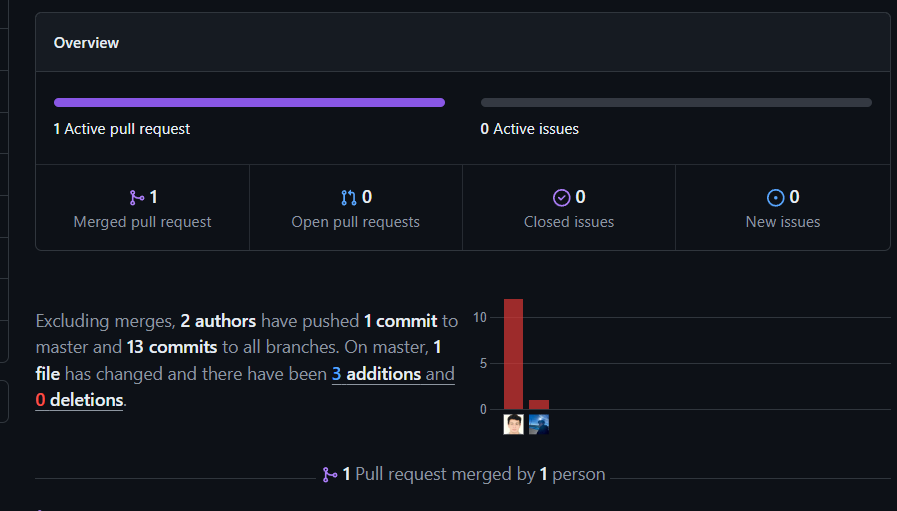 Overview
1 Active pull request
0 Active issues
1
Merged pull request
0
Open pull requests
0
Closed issues
0
New issues
Excluding merges, 2 authors have pushed 1 commit to
master and 13 commits to all branches. On master, 1
file has changed and there have been 3 additions and
0 deletions.
10
5
0
1 Pull request merged by 1 person